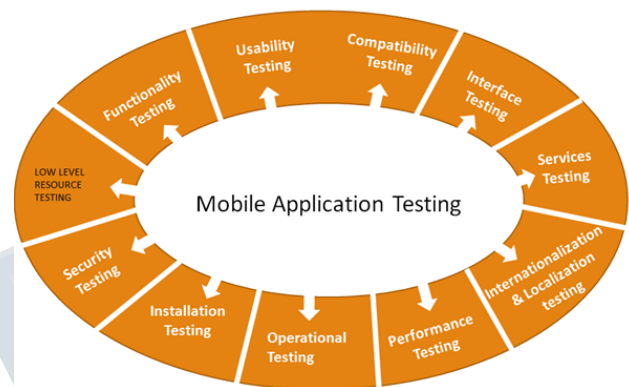 Usability
Testing
Compatibility
Testing
Interface
Testing
Services
Testing
Internationalization
& Localization
testing
Performance
Testing
Operational
Testing
Installation
Testing
Security
Testing
LOW LEVEL
RESOURCE
TESTING
Functionality
Testing
Mobile Application Testing